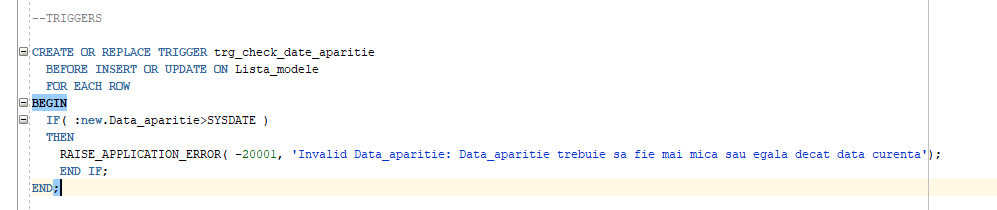 --TRIGGERS
CREATE OR REPLACE TRIGGER trg_check_date_aparitie
BEFORE INSERT OR UPDATE ON Lista_modele
FOR EACH ROW
BEGIN
IF( :new.Data_aparitie>SYSDATE )
THEN
RAISE_APPLICATION_ERROR( -20001, 'Invalid Data_aparitie: Data_aparitie trebuie sa fie mai mica sau egala decat data curenta');
END IF;
END;